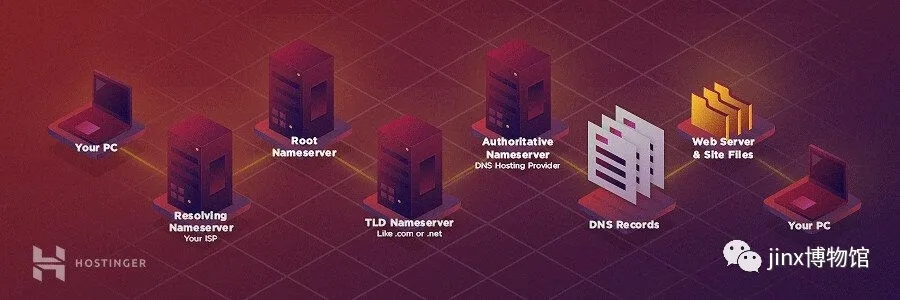 Your PC
Resolving
Nameserver
Your ISP
Root
Nameserver
TLD Nameserver
Like .com or .net
Authoritative
Nameserver
DNS Hosting Provider
DNS Records
Web Server
& Site Files
Your PC
HOSTINGER
jinx博物馆